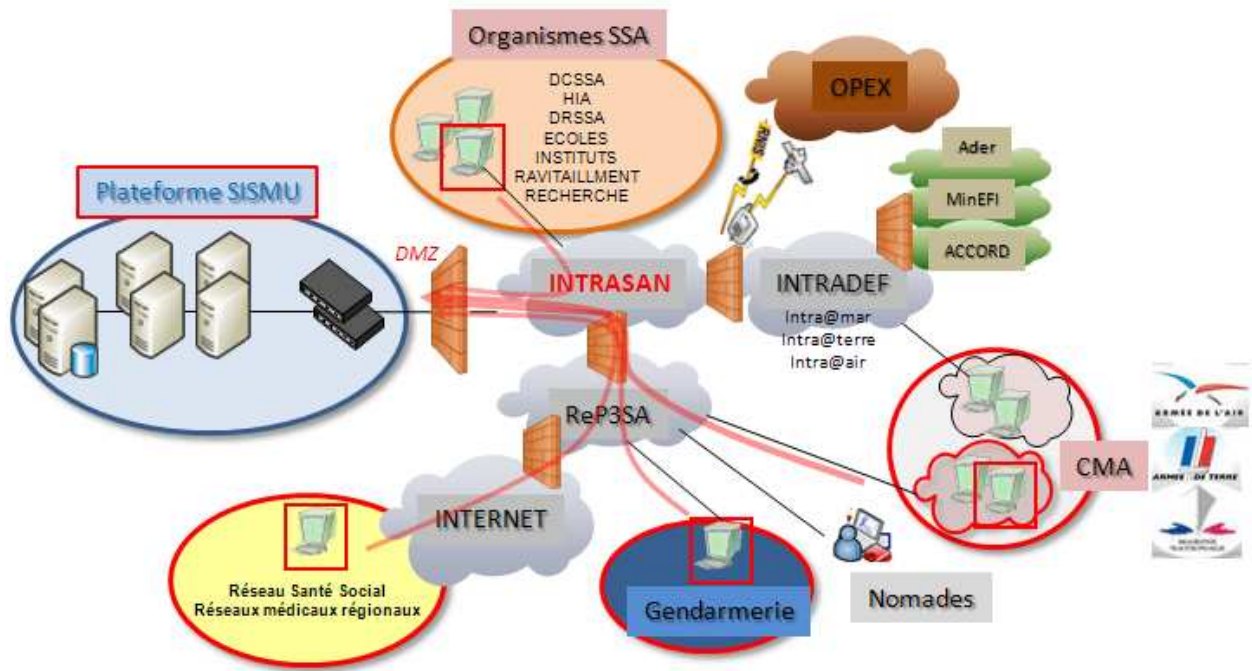 Organismes SSA
DCSSA
HIA
DRSSA
ECOLES
INSTITUTS
RAVITAILLMENT
RECHERCHE
OPEX
RNIS
Ader
MinEFI
ACCORD
Plateforme SISMU
DMZ
INTRASAN
INTRADEF
Intra@mar
Intra@terre
Intra@air
ReP3SA
INTERNET
CMA
ARMÉE DE L'AIR
ARMEE DE TERRE
Réseau Santé Social
Réseaux médicaux régionaux
Gendarmerie
Nomades